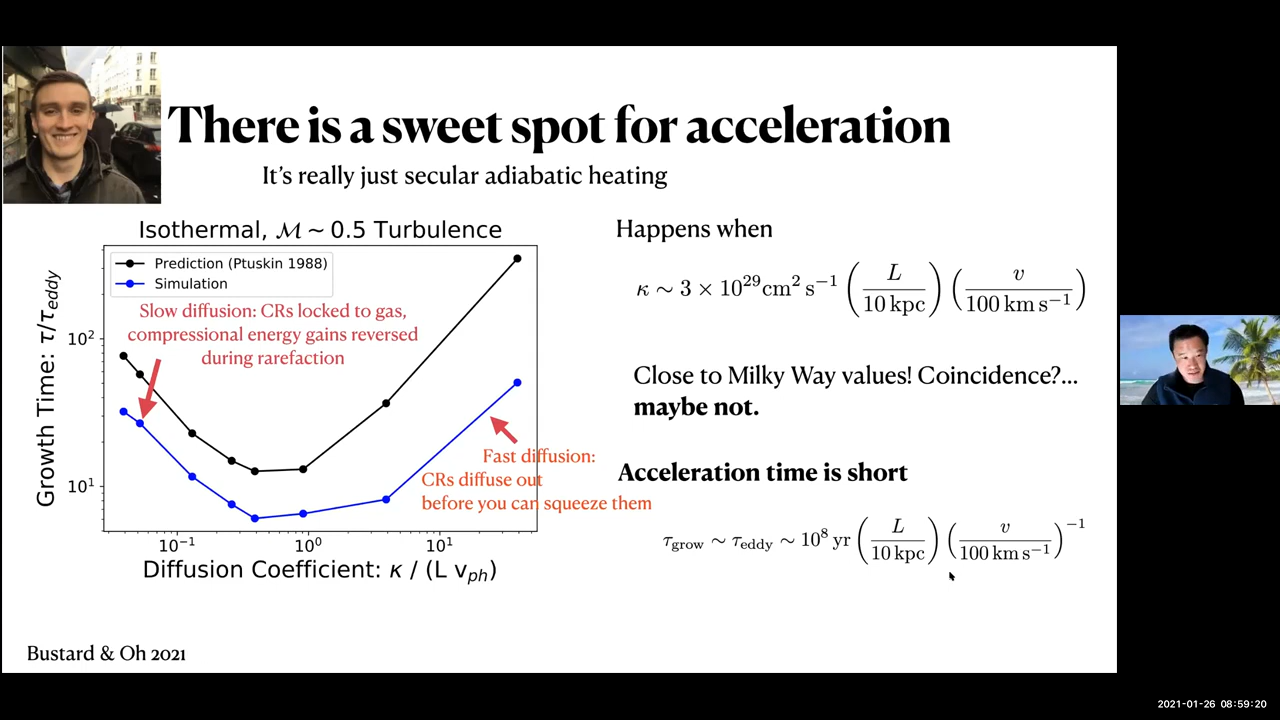 There is a sweet spot for acceleration
It's really just secular adiabatic heating
Isothermal, ℳ ~ 0.5 Turbulence
Prediction (Ptuskin 1988)
Simulation
Slow diffusion: CRs locked to gas,
compressional energy gains reversed
during rarefaction
Fast diffusion:
CRs diffuse out
before you can squeeze them
Growth Time: τ/τ_eddy
10²
10¹
10⁻¹ 10⁰ 10¹
Diffusion Coefficient: κ / (L v_ph)
Happens when
κ ∼ 3 × 10²⁹ cm² s⁻¹ (L / 10 kpc) (v / 100 km s⁻¹)
Close to Milky Way values! Coincidence?...
maybe not.
Acceleration time is short
τ_grow ∼ τ_eddy ∼ 10⁸ yr (L / 10 kpc) (v / 100 km s⁻¹)⁻¹
Bustard & Oh 2021
2021-01-26 08:59:20